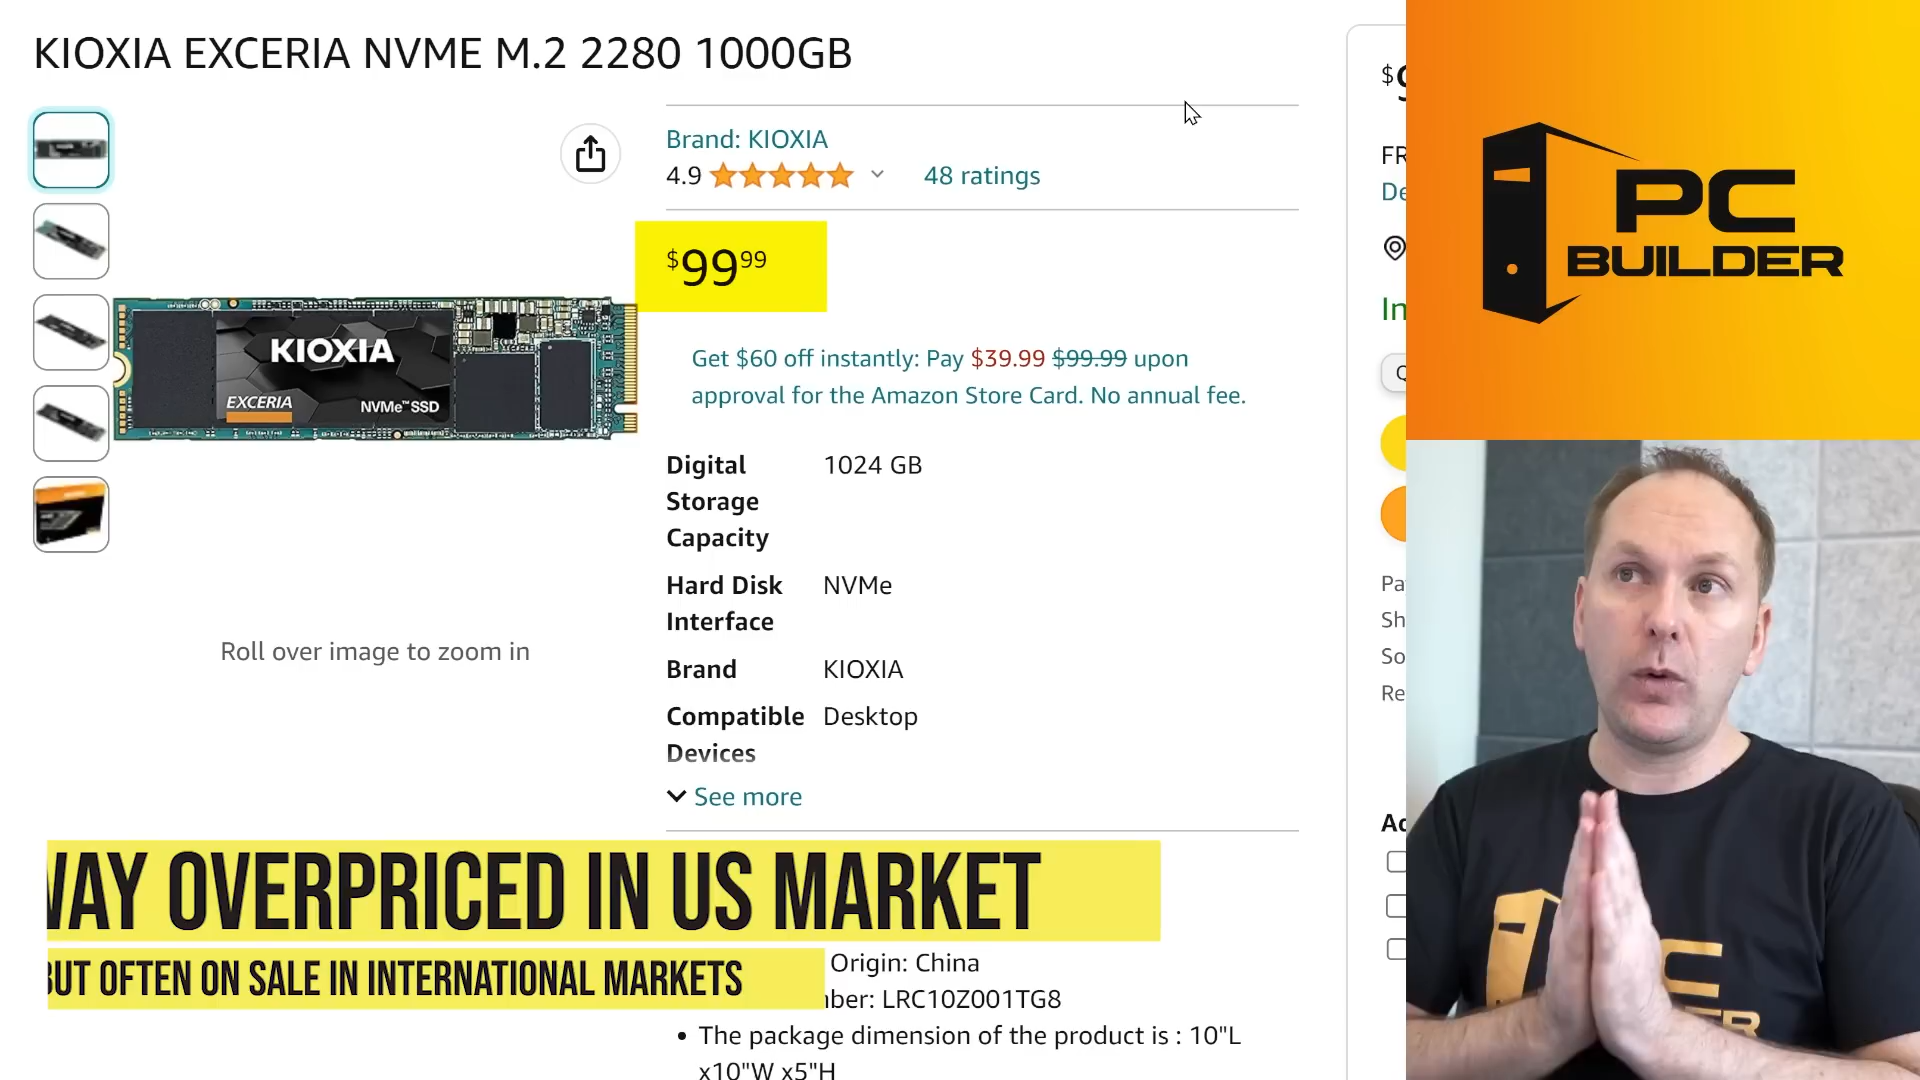 KIOXIA EXCERIA NVME M.2 2280 1000GB
Brand: KIOXIA
4.9
48 ratings
$99.99
Get $60 off instantly: Pay $39.99 $99.99 upon
approval for the Amazon Store Card. No annual fee.
KIOXIA
EXCERIA
NVMe™ SSD
Digital Storage Capacity 1024 GB
Hard Disk Interface NVMe
Brand KIOXIA
Compatible Devices Desktop
Roll over image to zoom in
See more
OVERPRICED IN US MARKET
OFTEN ON SALE IN INTERNATIONAL MARKETS
Origin: China
LRC10Z001TG8
• The package dimension of the product is : 10"L
x10"W x5"H
PC
BUILDER